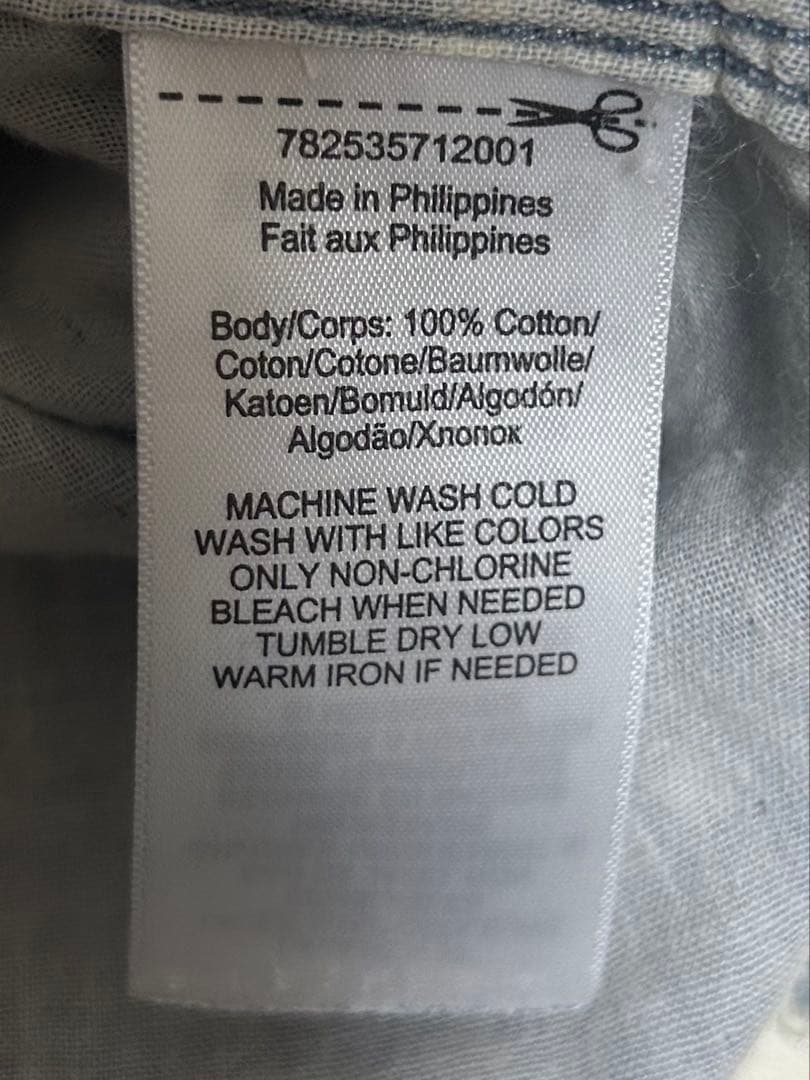 782535712001
Made in Philippines
Fait aux Philippines
Body/Corps: 100% Cotton/
Coton/Cotone/Baumwolle/
Katoen/Bomuld/Algodón/
Algodão/Хлопок
MACHINE WASH COLD
WASH WITH LIKE COLORS
ONLY NON-CHLORINE
BLEACH WHEN NEEDED
TUMBLE DRY LOW
WARM IRON IF NEEDED